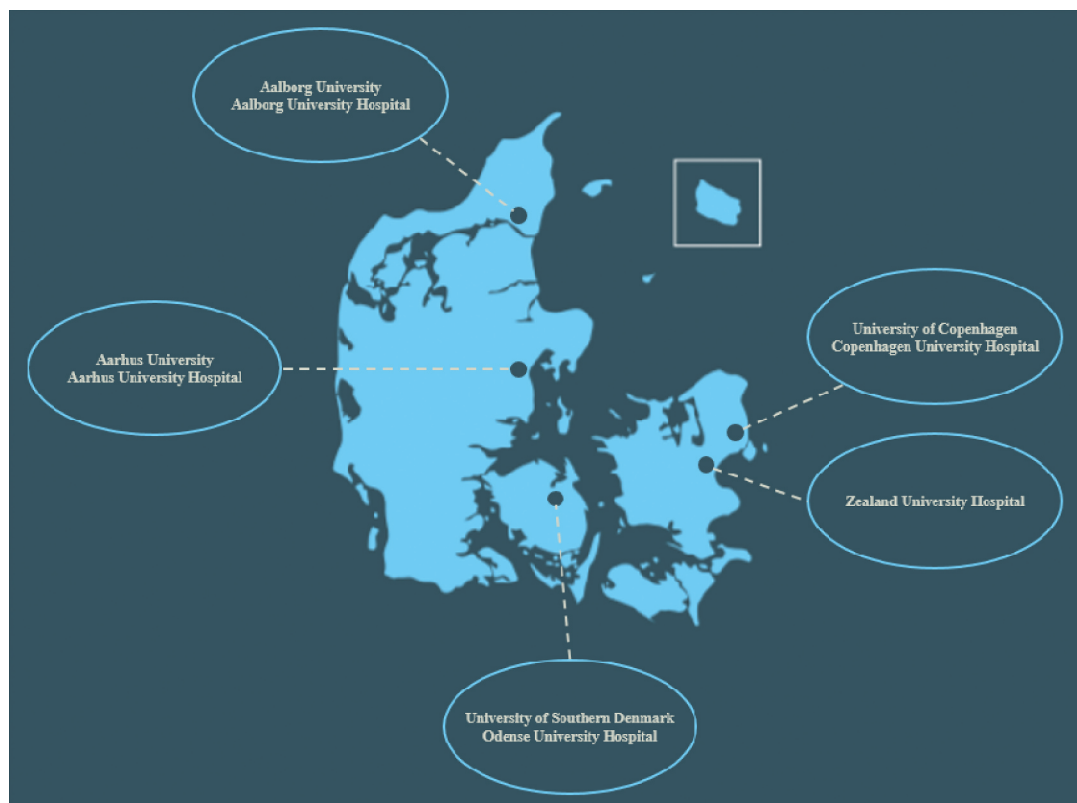 Aalborg University
Aalborg University Hospital
Aarhus University
Aarhus University Hospital
University of Copenhagen
Copenhagen University Hospital
Zealand University Hospital
University of Southern Denmark
Odense University Hospital